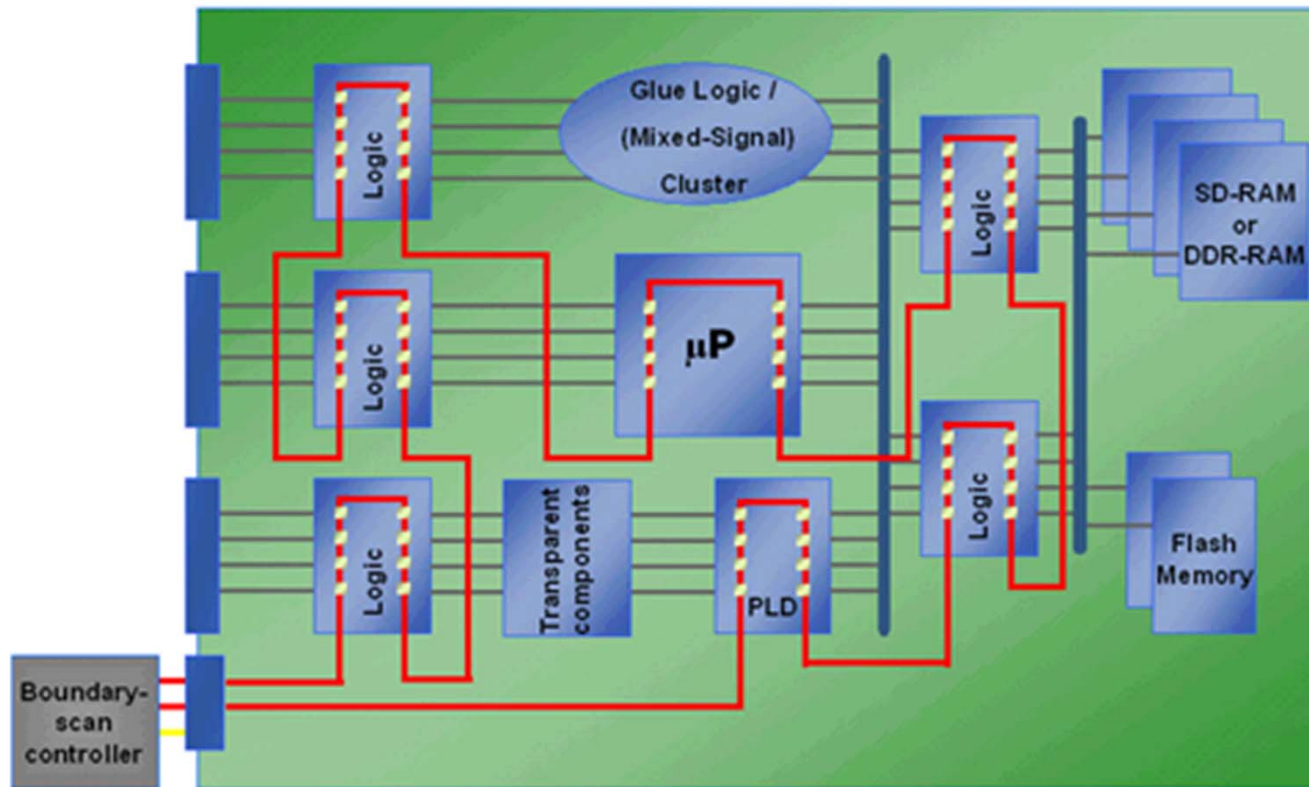 Logic
Glue Logic /
(Mixed-Signal)
Cluster
Logic
SD-RAM
or
DDR-RAM
Logic
μP
Logic
Transparent
components
PLD
Logic
Flash
Memory
Boundary-
scan
controller